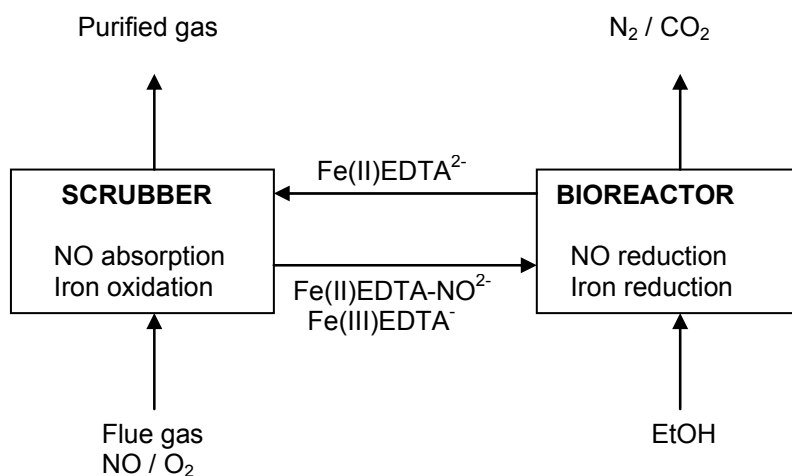 Purified gas
N₂ / CO₂
Fe(II)EDTA²⁻
SCRUBBER
NO absorption
Iron oxidation
BIOREACTOR
NO reduction
Iron reduction
Fe(II)EDTA-NO²⁻
Fe(III)EDTA⁻
Flue gas
NO / O₂
EtOH